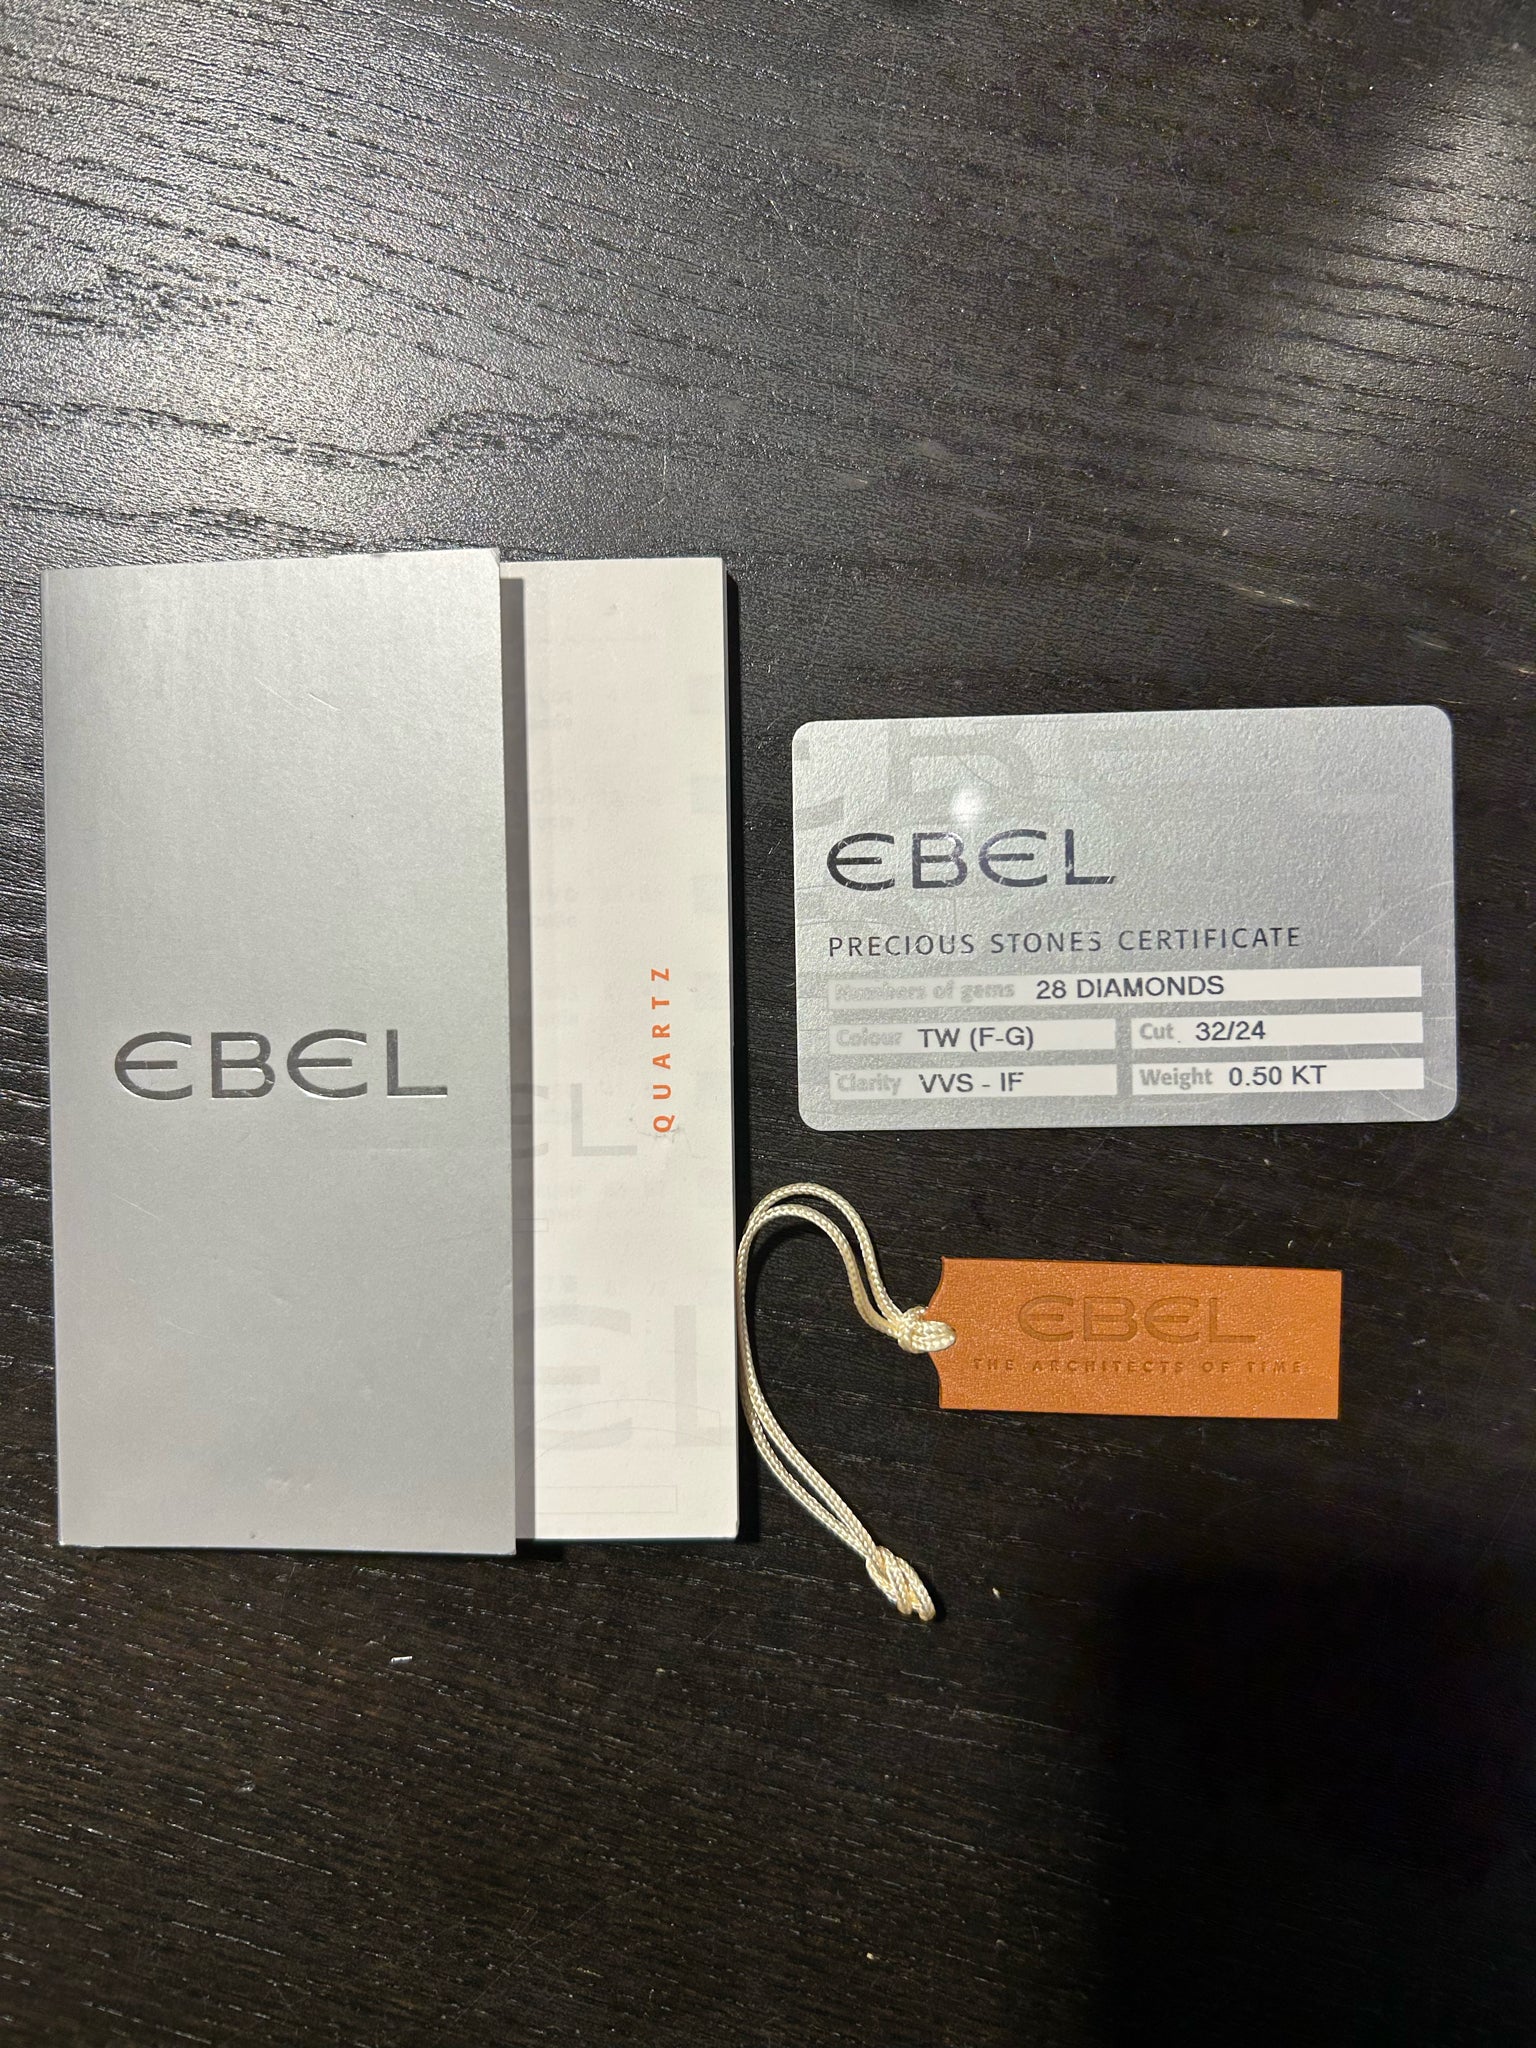 EBEL
QUARTZ
EBEL
PRECIOUS STONES CERTIFICATE
Numbers of gems 28 DIAMONDS
Colour TW (F-G) Cut 32/24
Clarity VVS - IF Weight 0.50 KT
EBEL
THE ARCHITECTS OF TIME